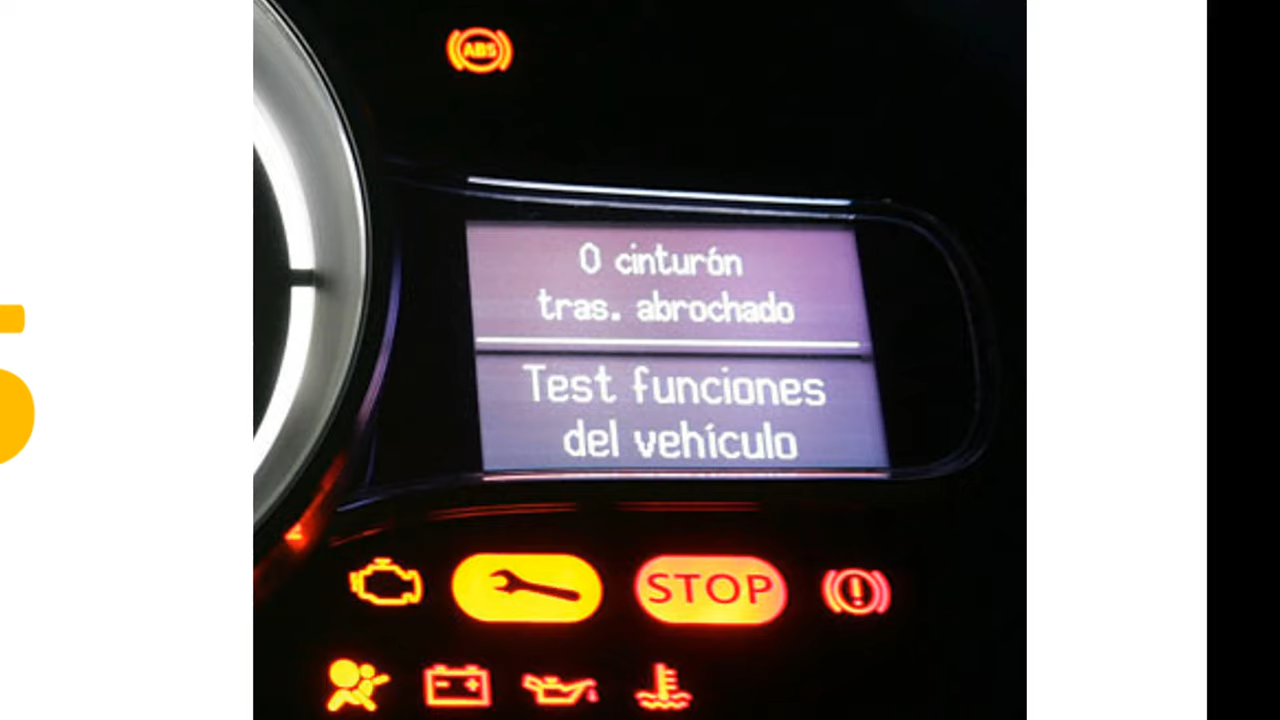 ABS
0 cinturón
tras. abrochado
Test funciones
del vehículo
STOP